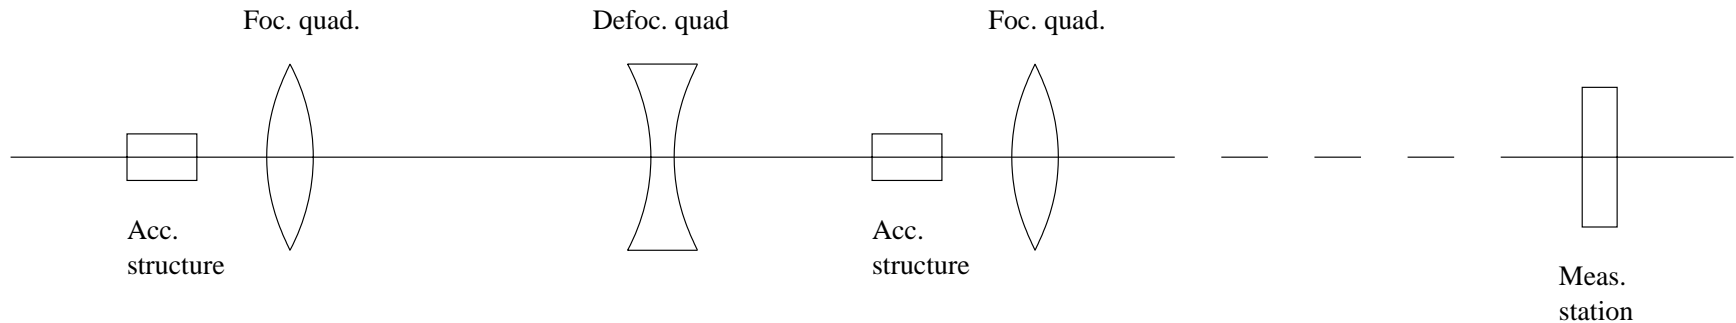 Foc. quad.
Defoc. quad
Foc. quad.
Acc.
structure
Acc.
structure
Meas.
station